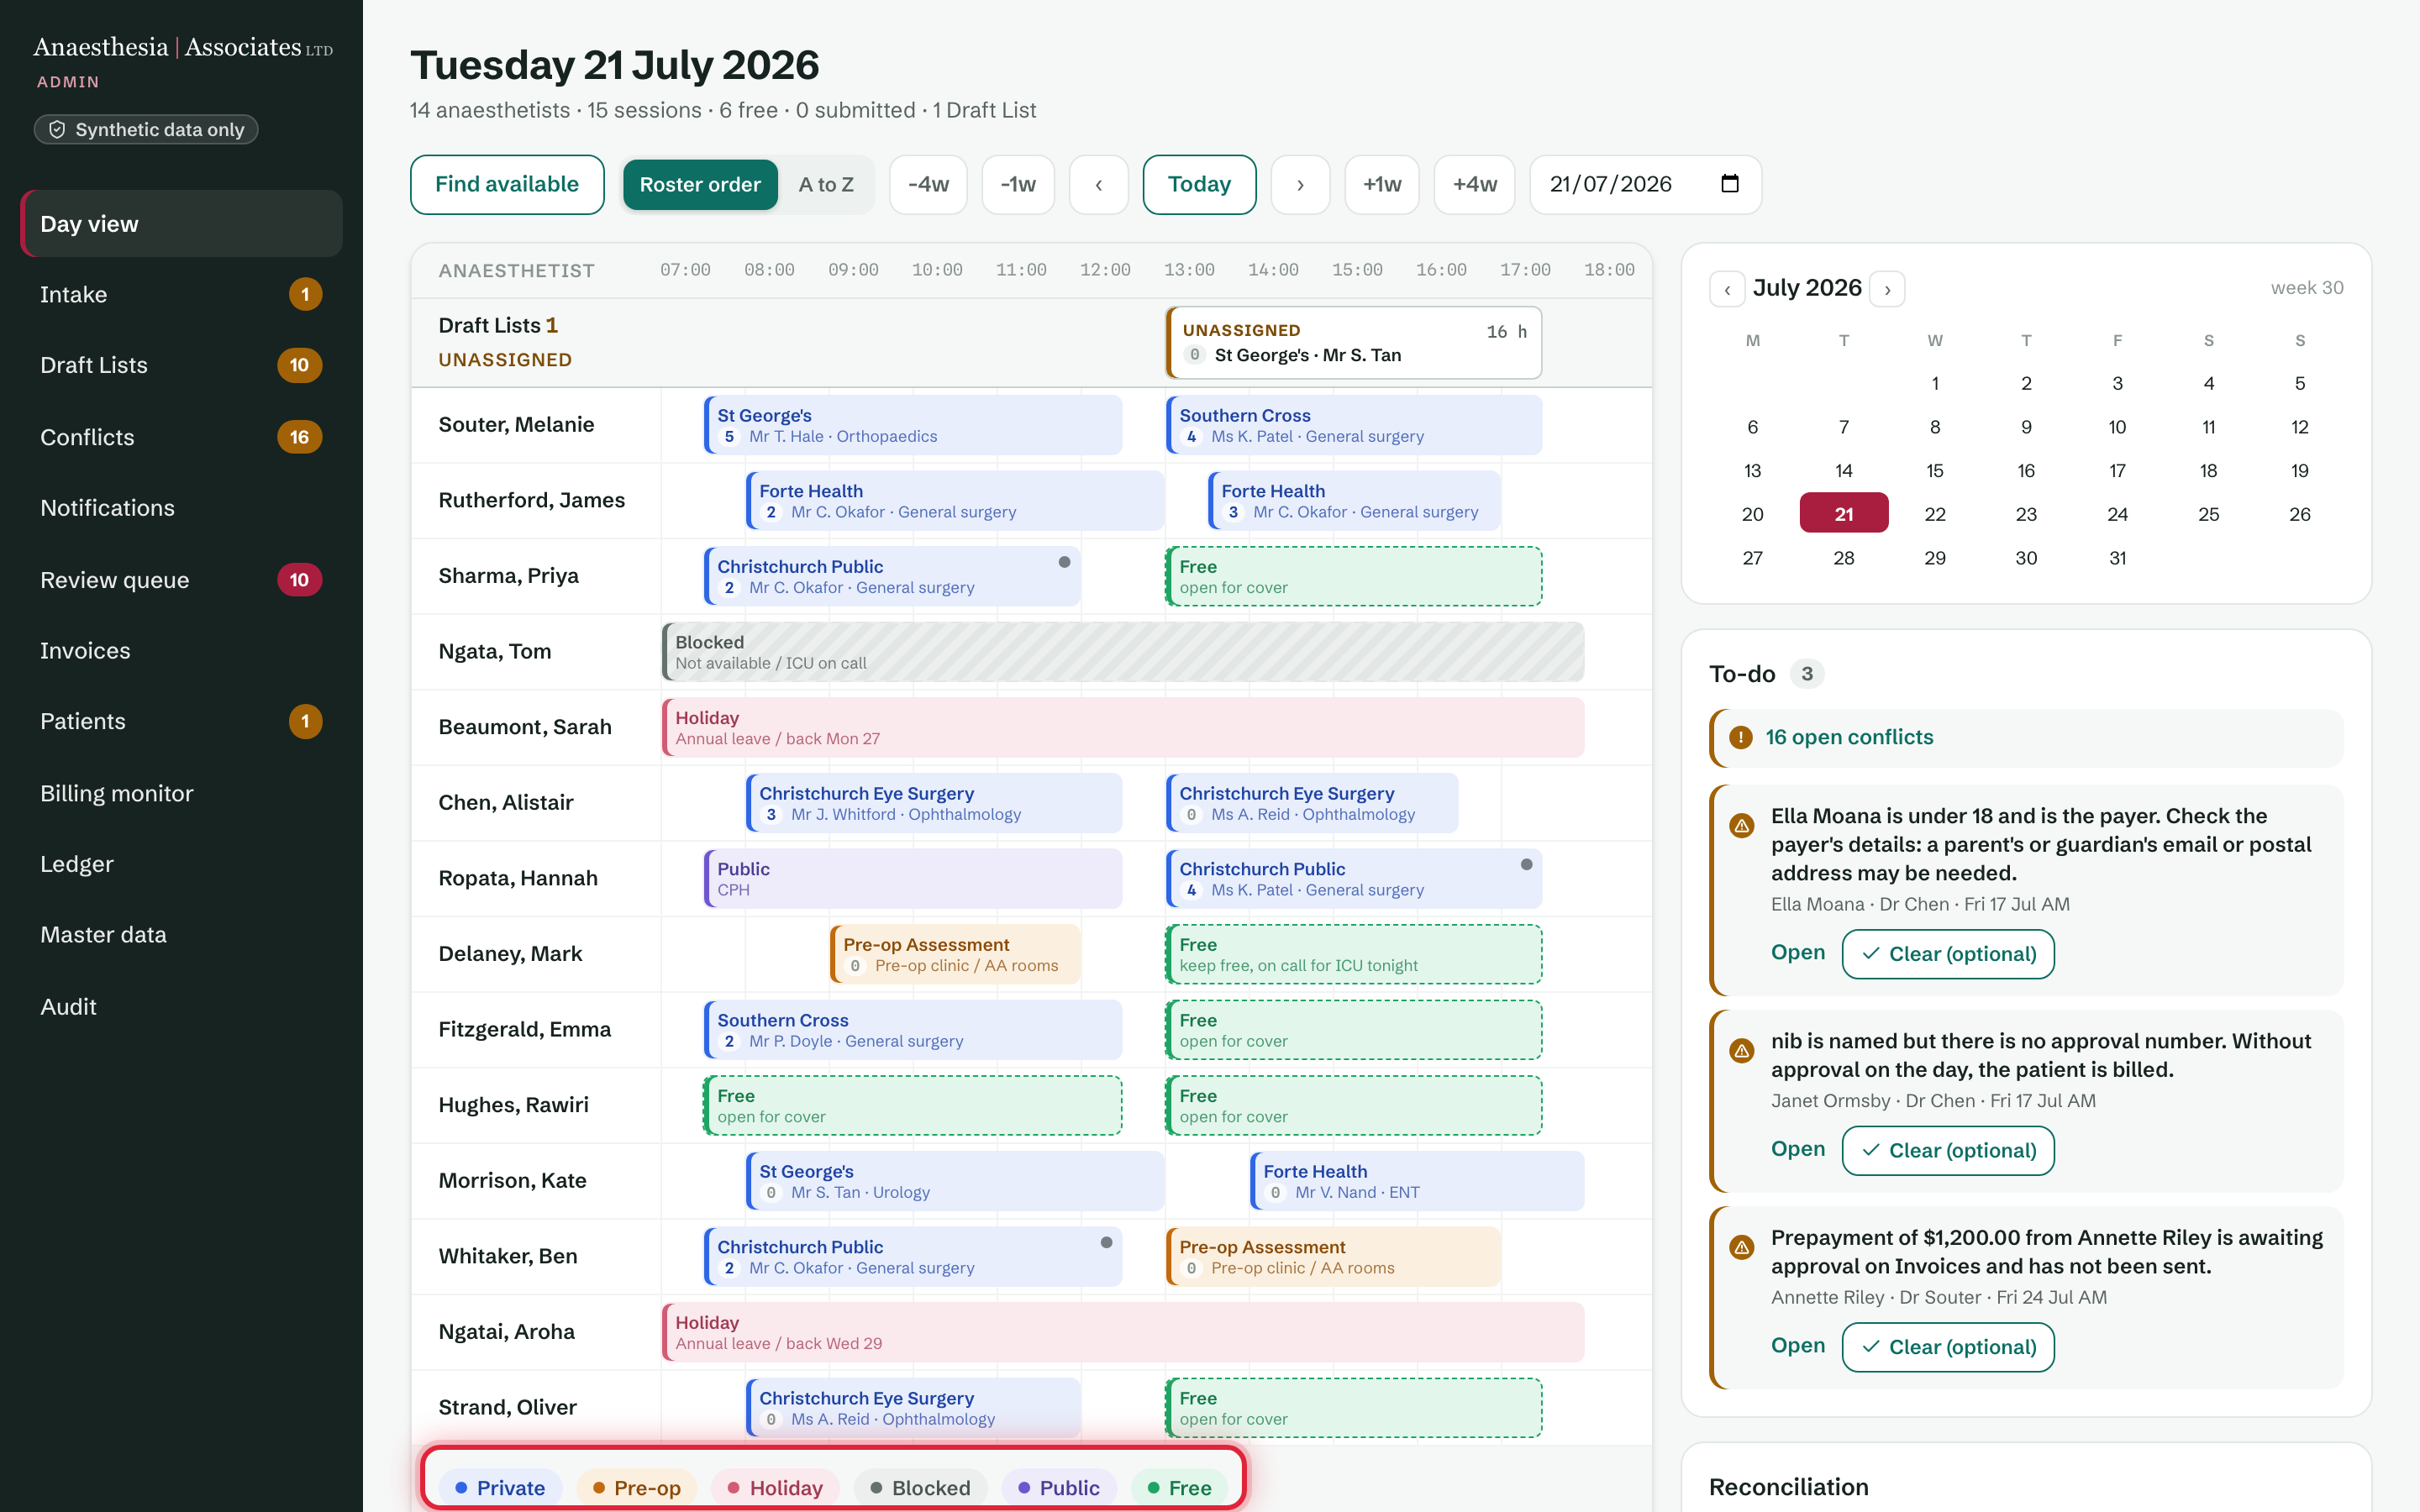 Anaesthesia | Associates LTD
ADMIN
Synthetic data only
Day view
Intake 1
Draft Lists 10
Conflicts 16
Notifications
Review queue 10
Invoices
Patients 1
Billing monitor
Ledger
Master data
Audit
Tuesday 21 July 2026
14 anaesthetists · 15 sessions · 6 free · 0 submitted · 1 Draft List
Find available Roster order A to Z -4w -1w ‹ Today › +1w +4w 21/07/2026
ANAESTHETIST 07:00 08:00 09:00 10:00 11:00 12:00 13:00 14:00 15:00 16:00 17:00 18:00
Draft Lists 1
UNASSIGNED
UNASSIGNED 16 h
0 St George's · Mr S. Tan
Souter, Melanie
St George's
5 Mr T. Hale · Orthopaedics
Southern Cross
4 Ms K. Patel · General surgery
Rutherford, James
Forte Health
2 Mr C. Okafor · General surgery
Forte Health
3 Mr C. Okafor · General surgery
Sharma, Priya
Christchurch Public
2 Mr C. Okafor · General surgery
Free
open for cover
Ngata, Tom
Blocked
Not available / ICU on call
Beaumont, Sarah
Holiday
Annual leave / back Mon 27
Chen, Alistair
Christchurch Eye Surgery
3 Mr J. Whitford · Ophthalmology
Christchurch Eye Surgery
0 Ms A. Reid · Ophthalmology
Ropata, Hannah
Public
CPH
Christchurch Public
4 Ms K. Patel · General surgery
Delaney, Mark
Pre-op Assessment
0 Pre-op clinic / AA rooms
Free
keep free, on call for ICU tonight
Fitzgerald, Emma
Southern Cross
2 Mr P. Doyle · General surgery
Free
open for cover
Hughes, Rawiri
Free
open for cover
Free
open for cover
Morrison, Kate
St George's
0 Mr S. Tan · Urology
Forte Health
0 Mr V. Nand · ENT
Whitaker, Ben
Christchurch Public
2 Mr C. Okafor · General surgery
Pre-op Assessment
0 Pre-op clinic / AA rooms
Ngatai, Aroha
Holiday
Annual leave / back Wed 29
Strand, Oliver
Christchurch Eye Surgery
0 Ms A. Reid · Ophthalmology
Free
open for cover
Private Pre-op Holiday Blocked Public Free
‹ July 2026 › week 30
M T W T F S S
1 2 3 4 5
6 7 8 9 10 11 12
13 14 15 16 17 18 19
20 21 22 23 24 25 26
27 28 29 30 31
To-do 3
16 open conflicts
Ella Moana is under 18 and is the payer. Check the
payer's details: a parent's or guardian's email or postal
address may be needed.
Ella Moana · Dr Chen · Fri 17 Jul AM
Open Clear (optional)
nib is named but there is no approval number. Without
approval on the day, the patient is billed.
Janet Ormsby · Dr Chen · Fri 17 Jul AM
Open Clear (optional)
Prepayment of $1,200.00 from Annette Riley is awaiting
approval on Invoices and has not been sent.
Annette Riley · Dr Souter · Fri 24 Jul AM
Open Clear (optional)
Reconciliation